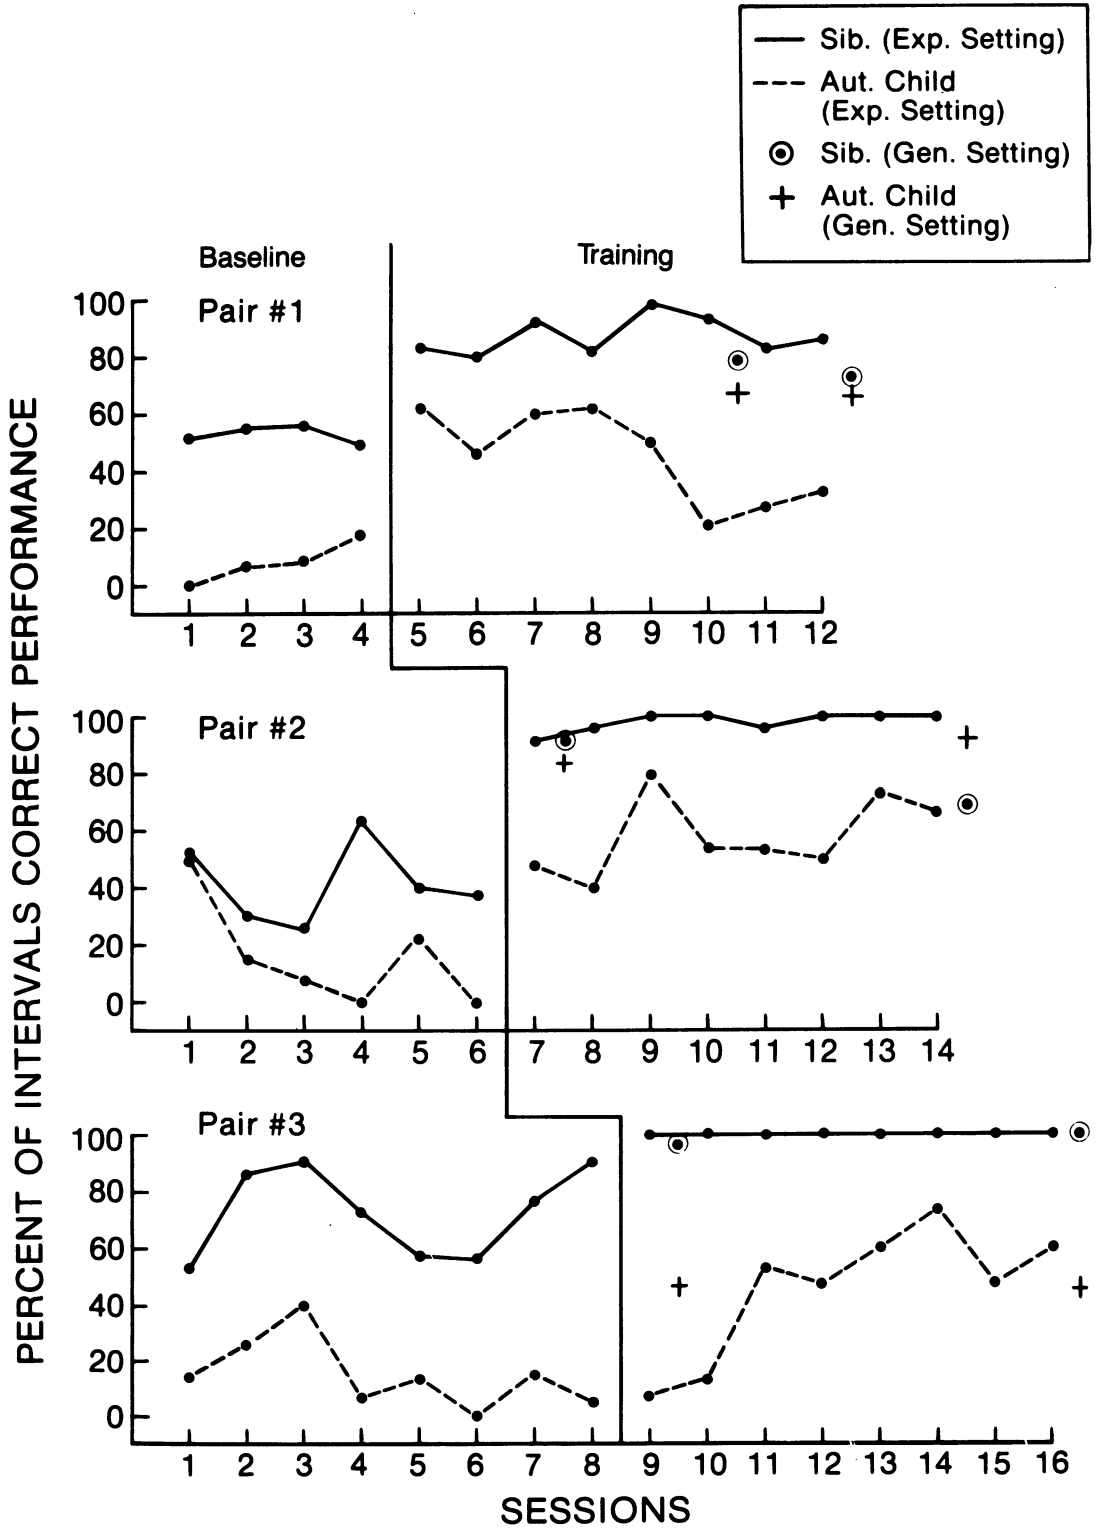 Sib. (Exp. Setting)
Aut. Child
(Exp. Setting)
Sib. (Gen. Setting)
Aut. Child
(Gen. Setting)
Baseline
Training
Pair #1
100
80
60
40
20
0
1 2 3 4 5 6 7 8 9 10 11 12
Pair #2
100
80
60
40
20
0
1 2 3 4 5 6 7 8 9 10 11 12 13 14
Pair #3
100
80
60
40
20
0
1 2 3 4 5 6 7 8 9 10 11 12 13 14 15 16
SESSIONS
PERCENT OF INTERVALS CORRECT PERFORMANCE